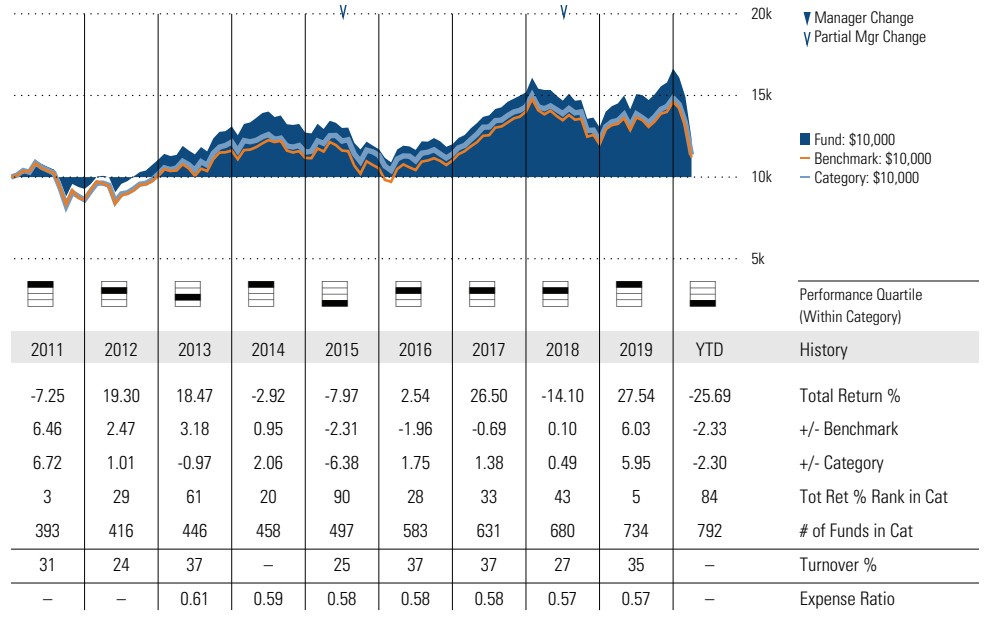 20k
▼ Manager Change
Partial Mgr Change
15k
Fund: $10,000
Benchmark: $10,000
Category: $10,000
10k
5k
Performance Quartile
(Within Category)
2011 2012 2013 2014 2015 2016 2017 2018 2019 YTD History
-7.25 19.30 18.47 -2.92 -7.97 2.54 26.50 -14.10 27.54 -25.69 Total Return %
6.46 2.47 3.18 0.95 -2.31 -1.96 -0.69 0.10 6.03 -2.33 +/- Benchmark
6.72 1.01 -0.97 2.06 -6.38 1.75 1.38 0.49 5.95 -2.30 +/- Category
3 29 61 20 90 28 33 43 5 84 Tot Ret % Rank in Cat
393 416 446 458 497 583 631 680 734 792 # of Funds in Cat
31 24 37 – 25 37 37 27 35 – Turnover %
– – 0.61 0.59 0.58 0.58 0.58 0.57 0.57 – Expense Ratio